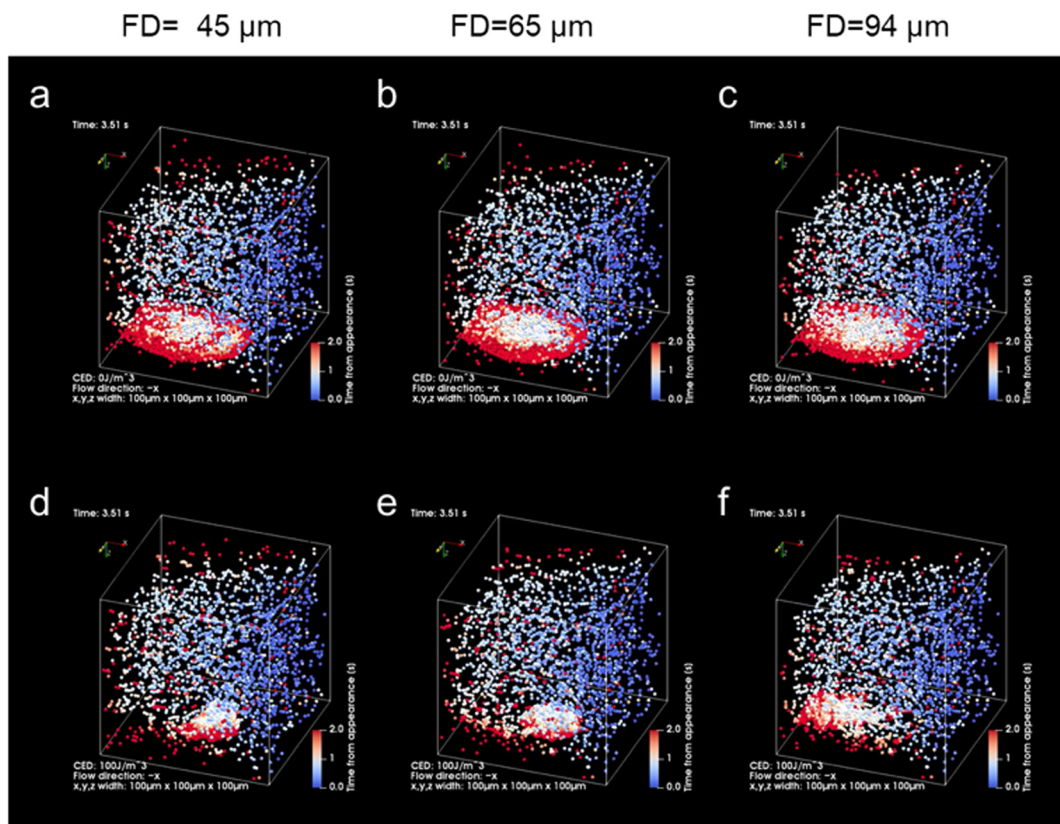 FD= 45 µm
FD=65 µm
FD=94 µm
a
Time: 3.51 s
X
Z
Time from appearance (s)
2.0
1
0.0
CED: 0J/m^3
Flow direction: −x
x,y,z width: 100µm x 100µm x 100µm
b
Time: 3.51 s
X
Z
Time from appearance (s)
2.0
1
0.0
CED: 0J/m^3
Flow direction: −x
x,y,z width: 100µm x 100µm x 100µm
c
Time: 3.51 s
X
Z
Time from appearance (s)
2.0
1
0.0
CED: 0J/m^3
Flow direction: −x
x,y,z width: 100µm x 100µm x 100µm
d
Time: 3.51 s
X
Z
Time from appearance (s)
2.0
1
0.0
CED: 100J/m^3
Flow direction: −x
x,y,z width: 100µm x 100µm x 100µm
e
Time: 3.51 s
X
Z
Time from appearance (s)
2.0
1
0.0
CED: 100J/m^3
Flow direction: −x
x,y,z width: 100µm x 100µm x 100µm
f
Time: 3.51 s
X
Z
Time from appearance (s)
2.0
1
0.0
CED: 100J/m^3
Flow direction: −x
x,y,z width: 100µm x 100µm x 100µm